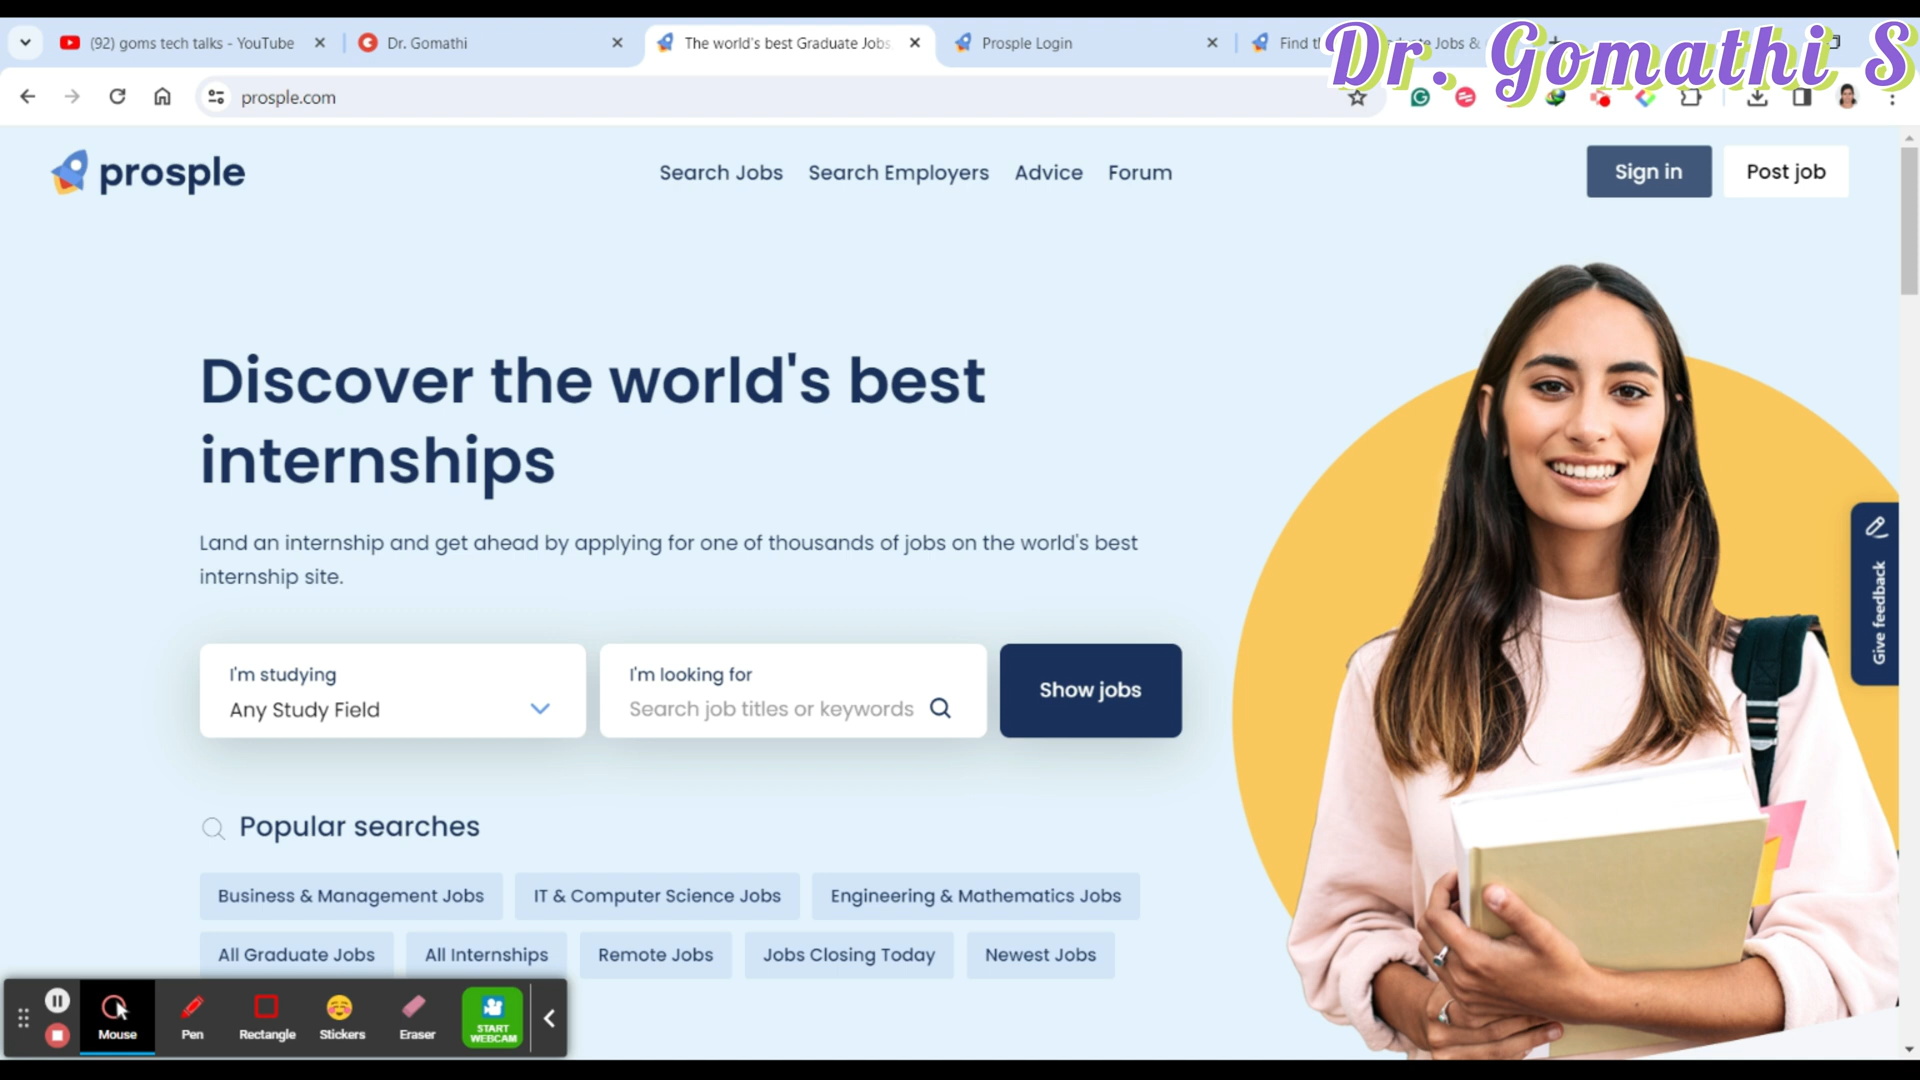 (92) goms tech talks - YouTube
Dr. Gomathi
The world's best Graduate Jobs,
Prosple Login
Dr. Gomathi S
prosple.com
prosple
Search Jobs
Search Employers
Advice
Forum
Sign in
Post job
Discover the world's best
internships
Land an internship and get ahead by applying for one of thousands of jobs on the world's best
internship site.
I'm studying
Any Study Field
I'm looking for
Search job titles or keywords
Show jobs
Give feedback
Popular searches
Business & Management Jobs
IT & Computer Science Jobs
Engineering & Mathematics Jobs
All Graduate Jobs
All Internships
Remote Jobs
Jobs Closing Today
Newest Jobs
Mouse
Pen
Rectangle
Stickers
Eraser
START
WEBCAM